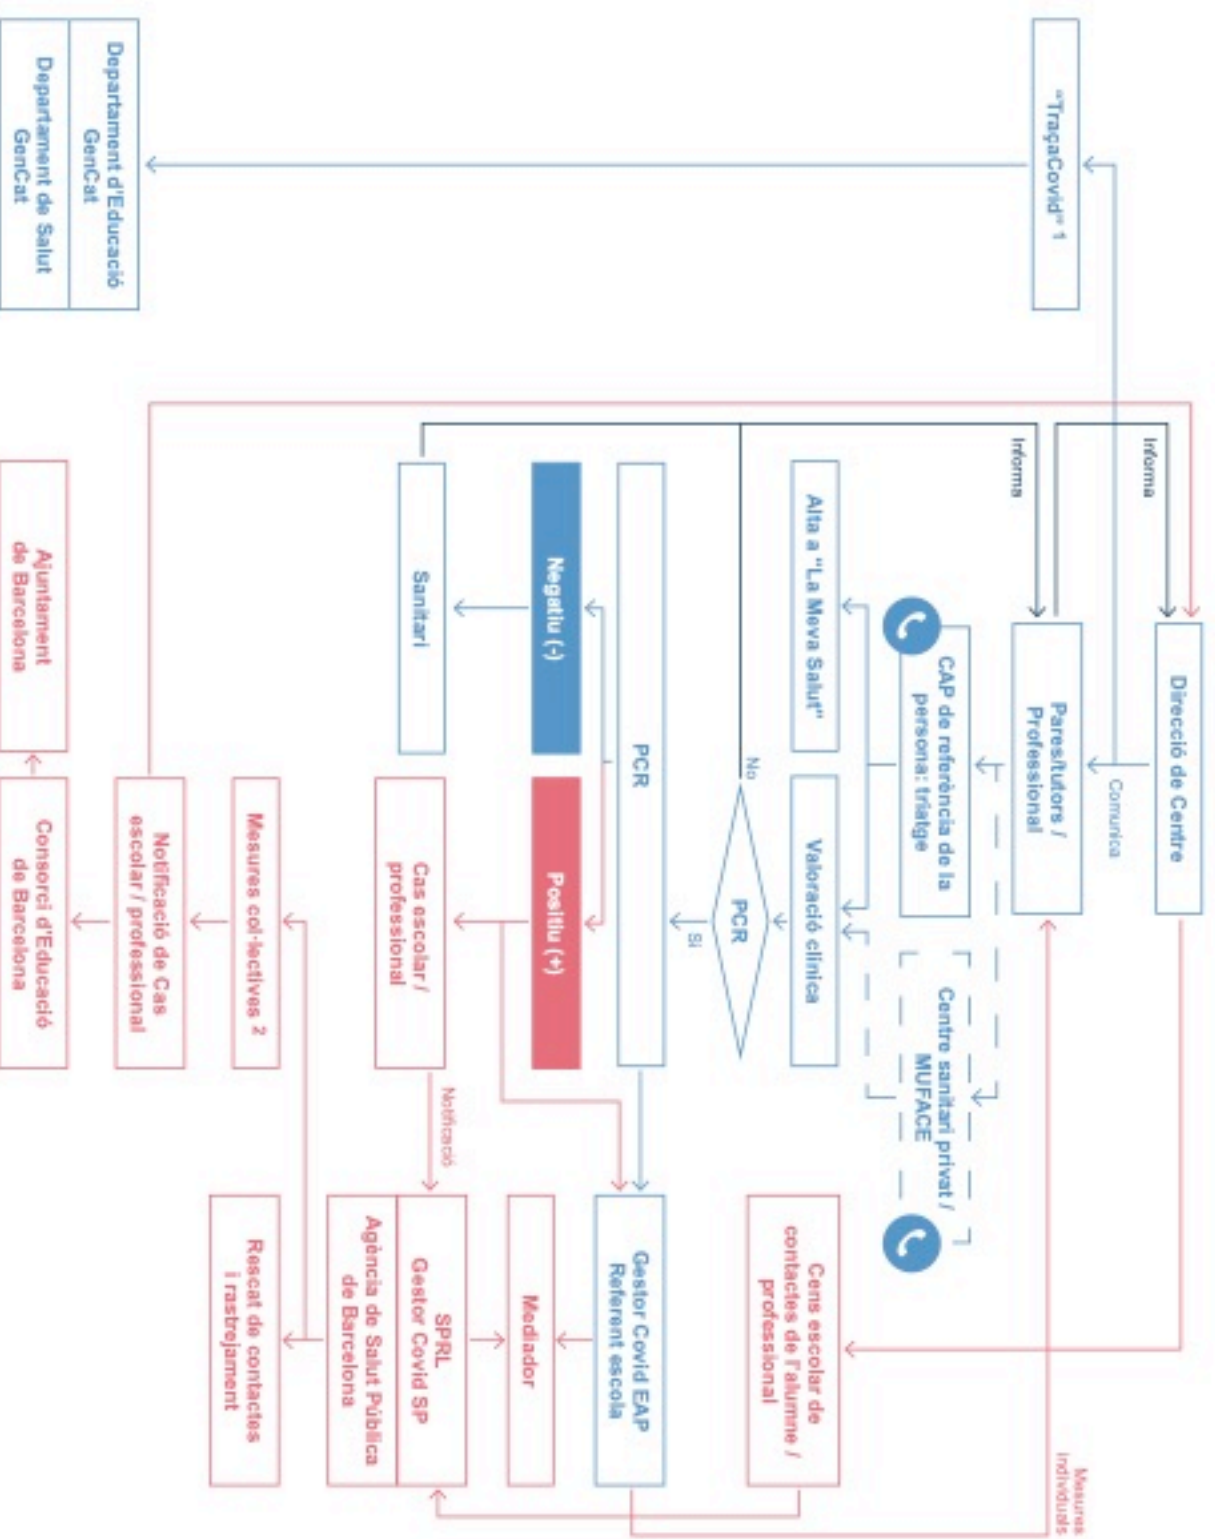 "TraçaCovid" 1
Departament d'Educació
GenCat
Departament de Salut
GenCat
Informa
Informa
Direcció de Centre
Comunica
Pares/tutors /
Professional
CAP de referència de la
persona: triatge
Centre sanitari privat /
MUFACE
Alta a "La Meva Salut"
Valoració clínica
Cens escolar de
contactes de l'alumne /
professional
No
PCR
Si
PCR
Gestor Covid EAP
Referent escola
Negatiu (-)
Positiu (+)
Mediador
Sanitari
Cas escolar /
professional
Notificació
SPRL
Gestor Covid SP
Agència de Salut Pública
de Barcelona
Mesures col·lectives 2
Rescat de contactes
i rastrejament
Notificació de Cas
escolar / professional
Ajuntament
de Barcelona
Consorci d'Educació
de Barcelona
Mesures
individuals